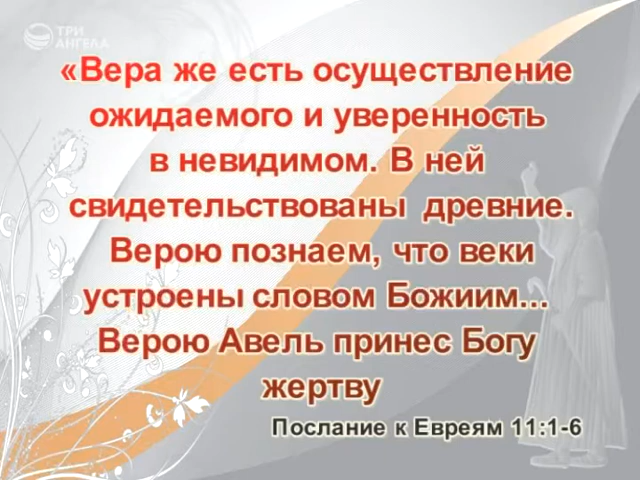 ТРИ
АНГЕЛА
«Вера же есть осуществление
ожидаемого и уверенность
в невидимом. В ней
свидетельствованы древние.
Верою познаем, что веки
устроены словом Божиим...
Верою Авель принес Богу
жертву
Послание к Евреям 11:1-6